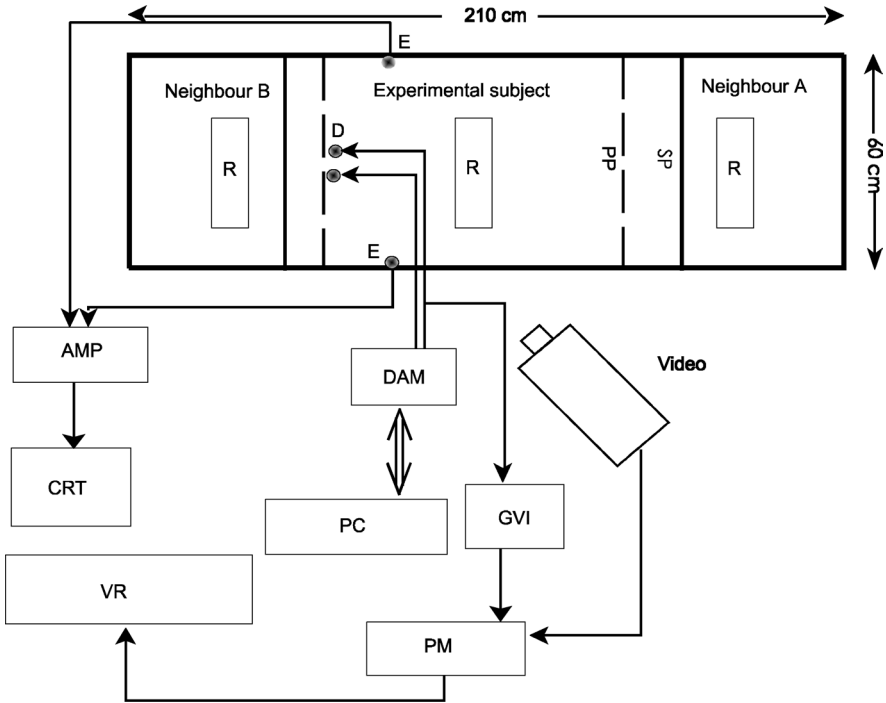 210 cm
E
Neighbour B
Experimental subject
Neighbour A
D
R
R
R
PP
SP
60 cm
E
AMP
DAM
Video
CRT
PC
GVI
VR
PM